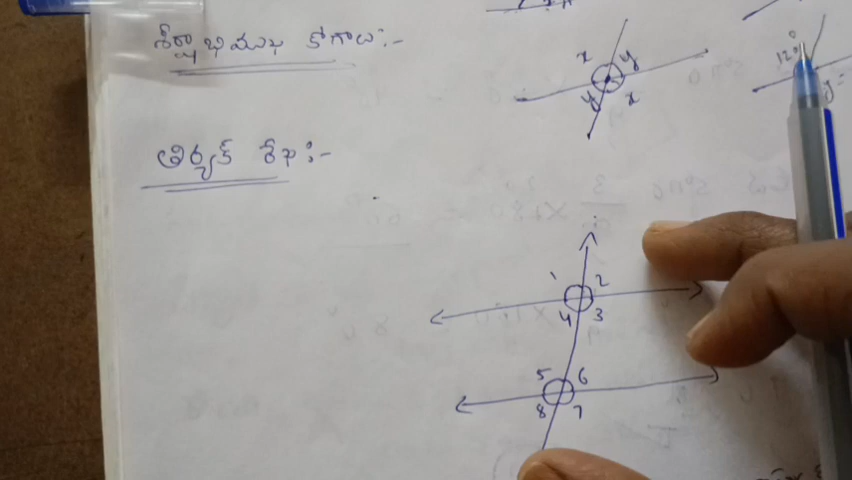 శీర్షాభిముఖ కోణాలు:-
x y
y x
120°
y =
తిర్యక్ రేఖ:-
1 2
4 3
5 6
8 7